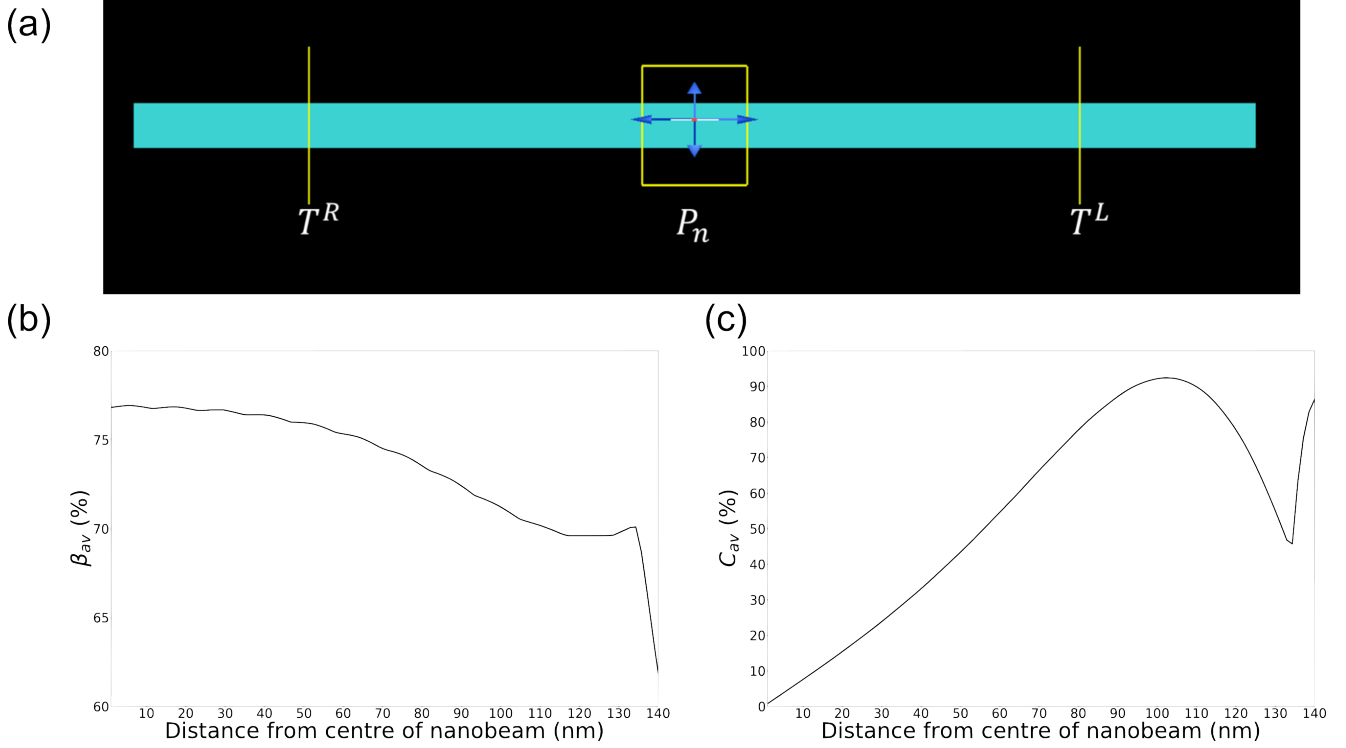 (a)
T^R
P_n
T^L
(b)
80
75
70
65
60
β_av (%)
10 20 30 40 50 60 70 80 90 100 110 120 130 140
Distance from centre of nanobeam (nm)
(c)
100
90
80
70
60
50
40
30
20
10
0
C_av (%)
10 20 30 40 50 60 70 80 90 100 110 120 130 140
Distance from centre of nanobeam (nm)